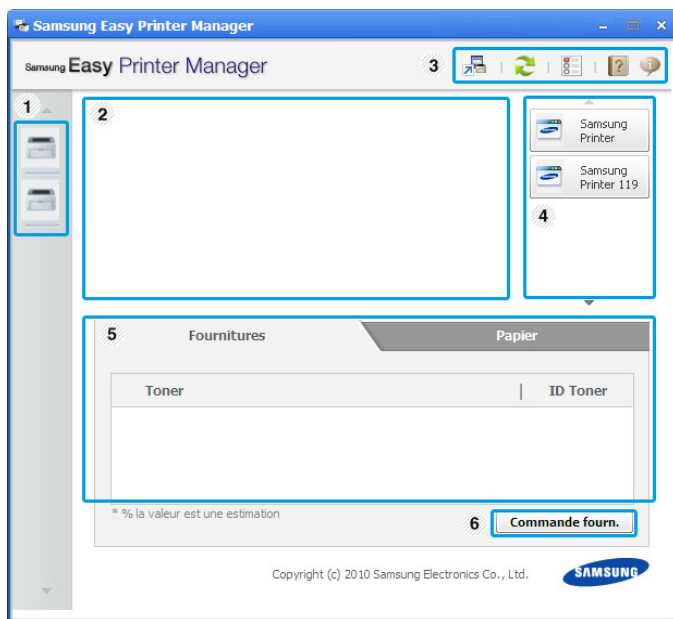 Samsung Easy Printer Manager
Samsung Easy Printer Manager
3
1
2
Samsung
Printer
Samsung
Printer 119
4
5 Fournitures Papier
Toner | ID Toner
* % la valeur est une estimation
6 Commande fourn.
Copyright (c) 2010 Samsung Electronics Co., Ltd.
SAMSUNG